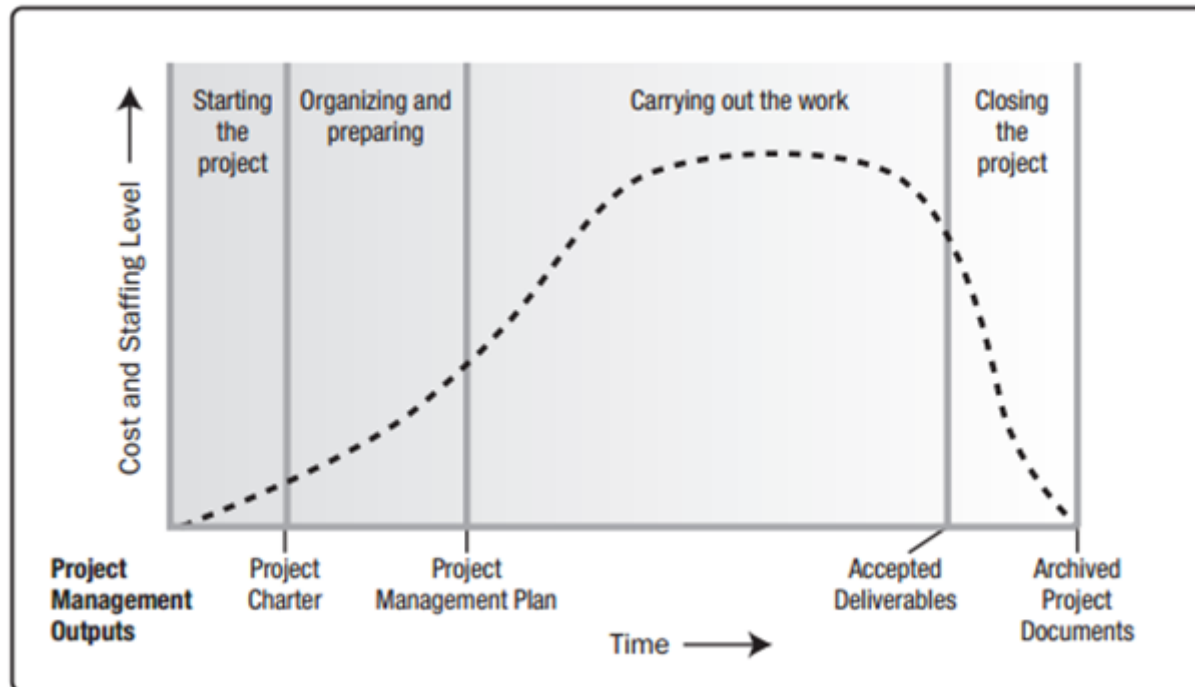 Starting
the
project
Organizing and
preparing
Carrying out the work
Closing
the
project
Cost and Staffing Level
Project
Management
Outputs
Project
Charter
Project
Management Plan
Accepted
Deliverables
Archived
Project
Documents
Time